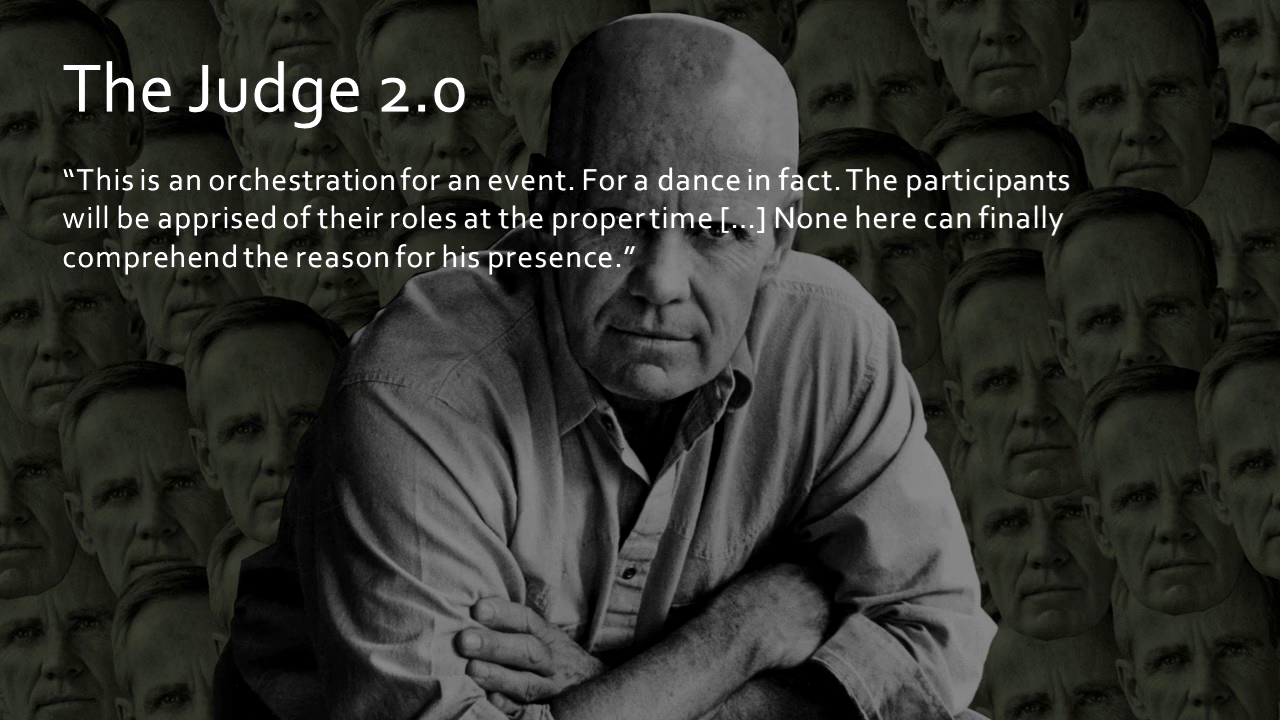 The Judge 2.0
“This is an orchestration for an event. For a dance in fact. The participants
will be apprised of their roles at the proper time […] None here can finally
comprehend the reason for his presence.”